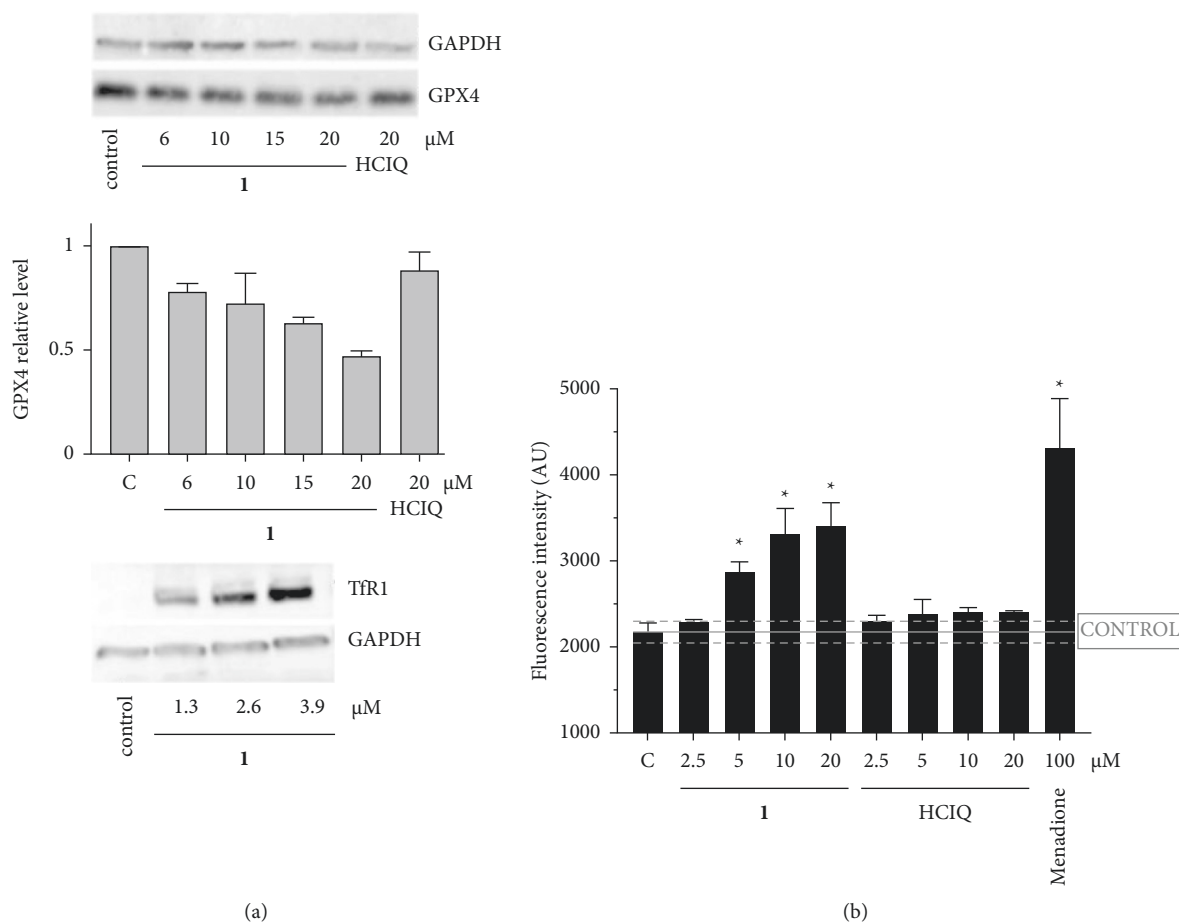 GAPDH
GPX4
control
6 10 15 20 20 µM
HCIQ
1
GPX4 relative level
1
0.5
0
C 6 10 15 20 20 µM
HCIQ
1
TfR1
GAPDH
control
1.3 2.6 3.9 µM
1
(a)
Fluorescence intensity (AU)
5000
4000
3000
2000
1000
* * * *
CONTROL
C 2.5 5 10 20 2.5 5 10 20 100 µM
1 HCIQ
Menadione
(b)